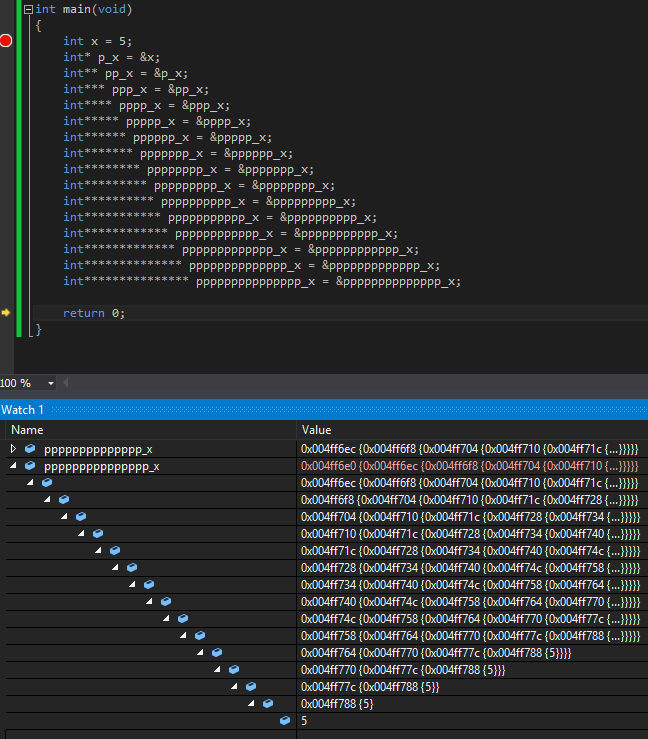 int main(void)
{
int x = 5;
int* p_x = &x;
int** pp_x = &p_x;
int*** ppp_x = &pp_x;
int**** pppp_x = &ppp_x;
int***** ppppp_x = &pppp_x;
int****** pppppp_x = &ppppp_x;
int******* ppppppp_x = &pppppp_x;
int******** pppppppp_x = &ppppppp_x;
int********* ppppppppp_x = &pppppppp_x;
int********** pppppppppp_x = &ppppppppp_x;
int*********** ppppppppppp_x = &pppppppppp_x;
int************ pppppppppppp_x = &ppppppppppp_x;
int************* ppppppppppppp_x = &pppppppppppp_x;
int************** pppppppppppppp_x = &ppppppppppppp_x;
int*************** ppppppppppppppp_x = &pppppppppppppp_x;
return 0;
}
100 %
Watch 1
Name Value
pppppppppppppp_x 0x004ff6ec {0x004ff6f8 {0x004ff704 {0x004ff710 {0x004ff71c {...}}}}}
ppppppppppppppp_x 0x004ff6e0 {0x004ff6ec {0x004ff6f8 {0x004ff704 {0x004ff710 {...}}}}}
0x004ff6ec {0x004ff6f8 {0x004ff704 {0x004ff710 {0x004ff71c {...}}}}}
0x004ff6f8 {0x004ff704 {0x004ff710 {0x004ff71c {0x004ff728 {...}}}}}
0x004ff704 {0x004ff710 {0x004ff71c {0x004ff728 {0x004ff734 {...}}}}}
0x004ff710 {0x004ff71c {0x004ff728 {0x004ff734 {0x004ff740 {...}}}}}
0x004ff71c {0x004ff728 {0x004ff734 {0x004ff740 {0x004ff74c {...}}}}}
0x004ff728 {0x004ff734 {0x004ff740 {0x004ff74c {0x004ff758 {...}}}}}
0x004ff734 {0x004ff740 {0x004ff74c {0x004ff758 {0x004ff764 {...}}}}}
0x004ff740 {0x004ff74c {0x004ff758 {0x004ff764 {0x004ff770 {...}}}}}
0x004ff74c {0x004ff758 {0x004ff764 {0x004ff770 {0x004ff77c {...}}}}}
0x004ff758 {0x004ff764 {0x004ff770 {0x004ff77c {0x004ff788 {...}}}}}
0x004ff764 {0x004ff770 {0x004ff77c {0x004ff788 {5}}}}
0x004ff770 {0x004ff77c {0x004ff788 {5}}}
0x004ff77c {0x004ff788 {5}}
0x004ff788 {5}
5